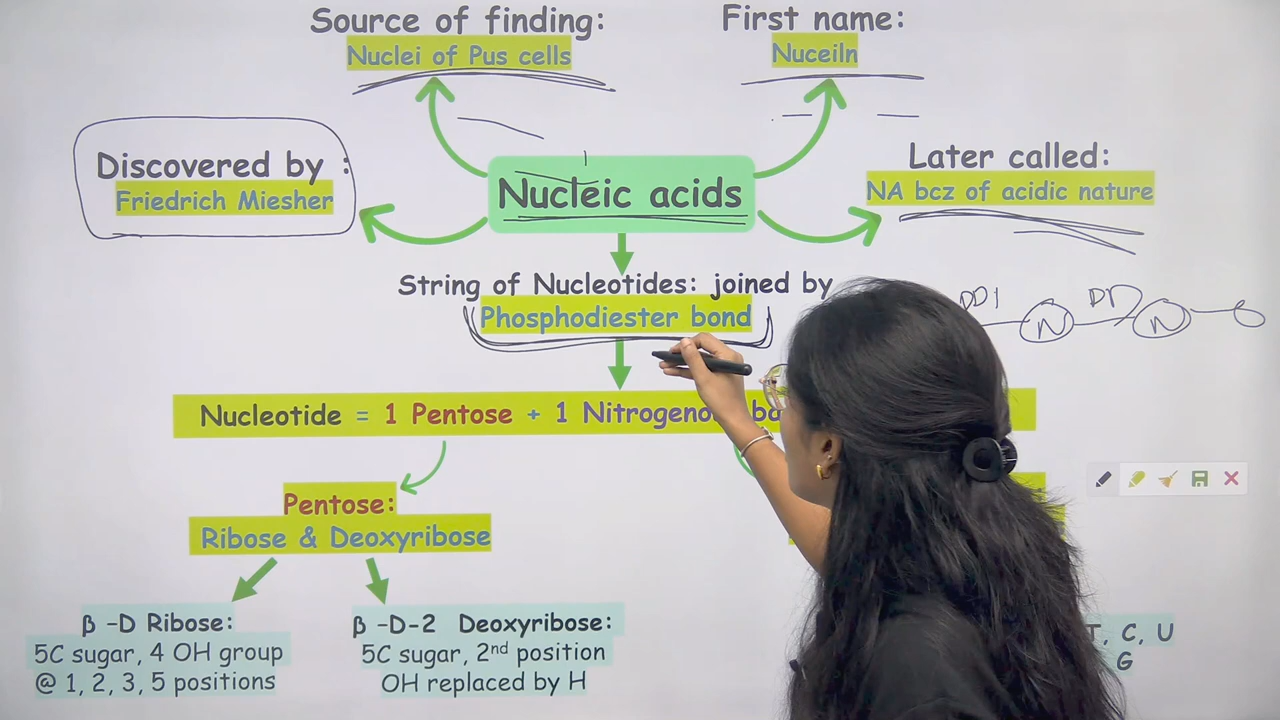 Source of finding:
Nuclei of Pus cells
First name:
Nuceiln
Discovered by :
Friedrich Miesher
Nucleic acids
Later called:
NA bcz of acidic nature
String of Nucleotides: joined by
Phosphodiester bond
N
N
Nucleotide = 1 Pentose + 1
Pentose:
Ribose & Deoxyribose
β -D Ribose:
5C sugar, 4 OH group
@ 1, 2, 3, 5 positions
β -D-2 Deoxyribose:
5C sugar, 2nd position
OH replaced by H
T, C, U
G